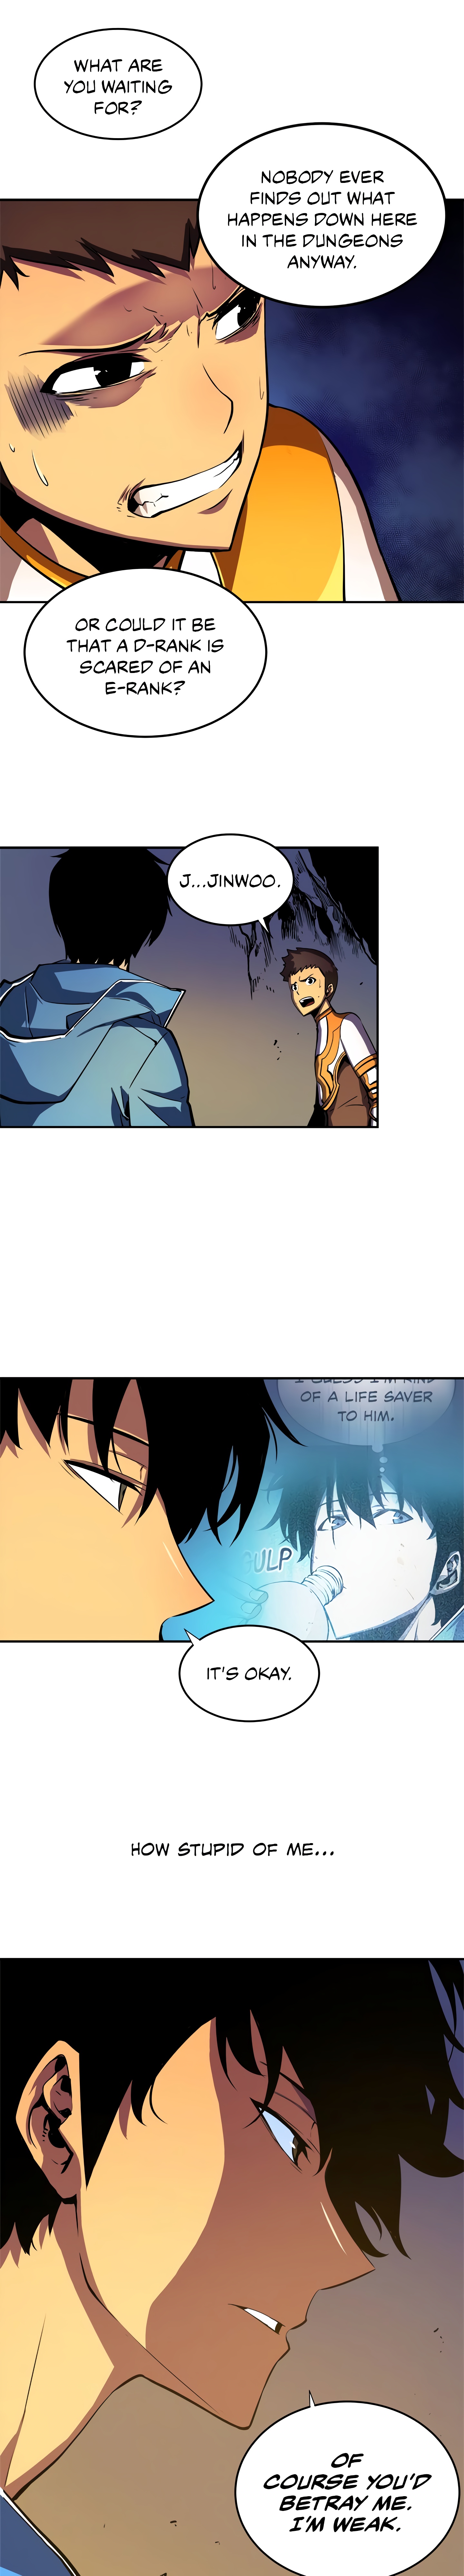 WHAT ARE
YOU WAITING
FOR?
NOBODY EVER
FINDS OUT WHAT
HAPPENS DOWN HERE
IN THE DUNGEONS
ANYWAY.
OR COULD IT BE
THAT A D-RANK IS
SCARED OF AN
E-RANK?
J...JINWOO.
I GUESS I'M KIND
OF A LIFE SAVER
TO HIM.
GULP
IT'S OKAY.
HOW STUPID OF ME...
OF
COURSE YOU'D
BETRAY ME.
I'M WEAK.